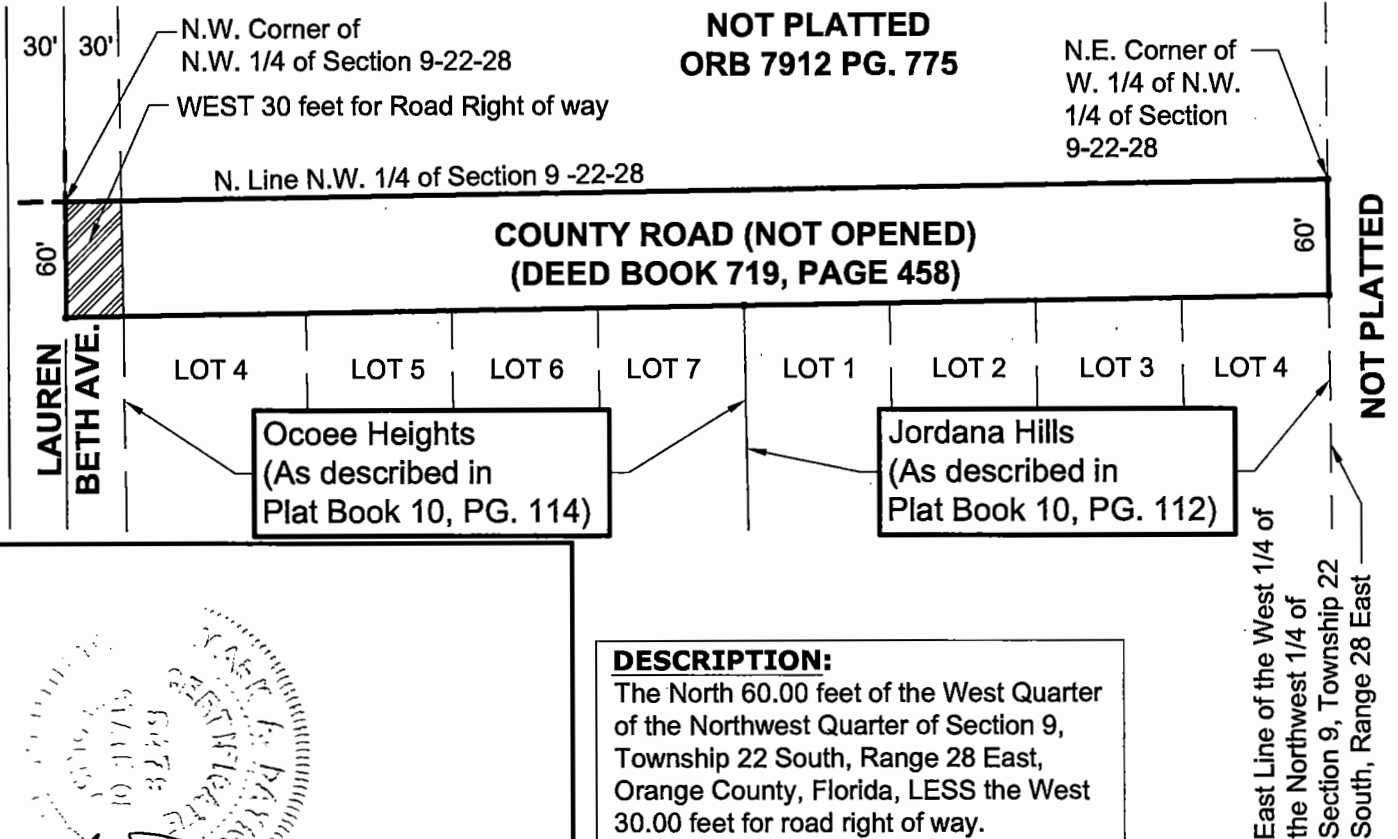 30' 30'
N.W. Corner of
N.W. 1/4 of Section 9-22-28
WEST 30 feet for Road Right of way
NOT PLATTED
ORB 7912 PG. 775
N.E. Corner of
W. 1/4 of N.W.
1/4 of Section
9-22-28
N. Line N.W. 1/4 of Section 9 -22-28
60'
COUNTY ROAD (NOT OPENED)
(DEED BOOK 719, PAGE 458)
60'
NOT PLATTED
LAUREN
BETH AVE.
LOT 4 LOT 5 LOT 6 LOT 7 LOT 1 LOT 2 LOT 3 LOT 4
Ocoee Heights
(As described in
Plat Book 10, PG. 114)
Jordana Hills
(As described in
Plat Book 10, PG. 112)
East Line of the West 1/4 of
the Northwest 1/4 of
Section 9, Township 22
South, Range 28 East
DESCRIPTION:
The North 60.00 feet of the West Quarter
of the Northwest Quarter of Section 9,
Township 22 South, Range 28 East,
Orange County, Florida, LESS the West
30.00 feet for road right of way.